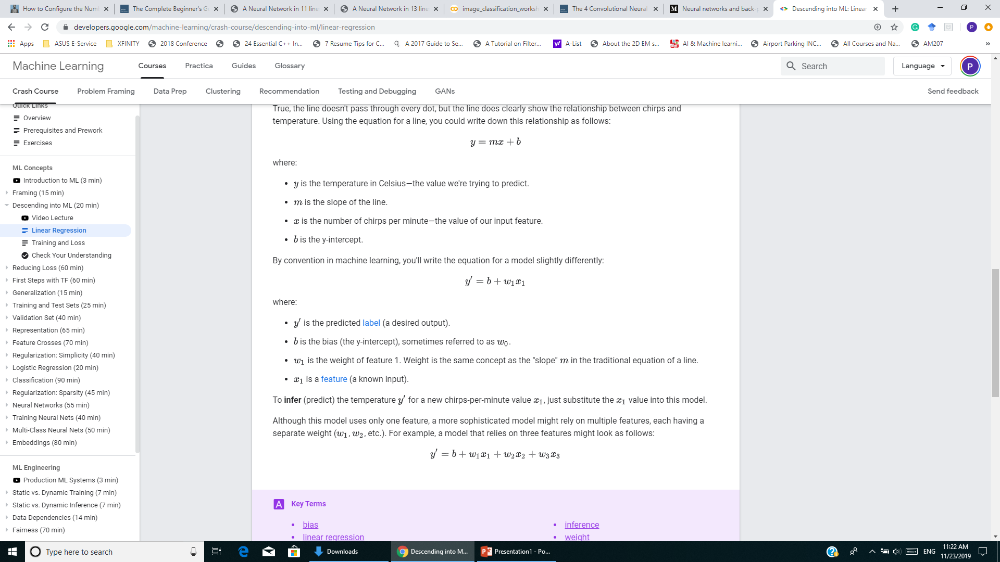 How to Configure the Num
The Complete Beginner's G
A Neural Network in 11 line
A Neural Network in 13 line
image_classification_worksh
The 4 Convolutional Neural
Neural networks and back-p
Descending into ML: Linear
developers.google.com/machine-learning/crash-course/descending-into-ml/linear-regression
Apps
ASUS E-Service
XFINITY
2018 Conference
24 Essential C++ In...
7 Resume Tips for C...
A 2017 Guide to Se...
A Tutorial on Filter...
A-List
About the 2D EM s...
AI & Machine learni...
Airport Parking INC...
All Courses and Na...
AM207
Machine Learning
Courses
Practica
Guides
Glossary
Search
Language
P
Crash Course
Problem Framing
Data Prep
Clustering
Recommendation
Testing and Debugging
GANs
Send feedback
Quick Links
Overview
Prerequisites and Prework
Exercises
ML Concepts
Introduction to ML (3 min)
Framing (15 min)
Descending into ML (20 min)
Video Lecture
Linear Regression
Training and Loss
Check Your Understanding
Reducing Loss (60 min)
First Steps with TF (60 min)
Generalization (15 min)
Training and Test Sets (25 min)
Validation Set (40 min)
Representation (65 min)
Feature Crosses (70 min)
Regularization: Simplicity (40 min)
Logistic Regression (20 min)
Classification (90 min)
Regularization: Sparsity (45 min)
Neural Networks (55 min)
Training Neural Nets (40 min)
Multi-Class Neural Nets (50 min)
Embeddings (80 min)
ML Engineering
Production ML Systems (3 min)
Static vs. Dynamic Training (7 min)
Static vs. Dynamic Inference (7 min)
Data Dependencies (14 min)
Fairness (70 min)
True, the line doesn't pass through every dot, but the line does clearly show the relationship between chirps and
temperature. Using the equation for a line, you could write down this relationship as follows:
y = mx + b
where:
• y is the temperature in Celsius—the value we're trying to predict.
• m is the slope of the line.
• x is the number of chirps per minute—the value of our input feature.
• b is the y-intercept.
By convention in machine learning, you'll write the equation for a model slightly differently:
y′ = b + w₁x₁
where:
• y′ is the predicted label (a desired output).
• b is the bias (the y-intercept), sometimes referred to as w₀.
• w₁ is the weight of feature 1. Weight is the same concept as the "slope" m in the traditional equation of a line.
• x₁ is a feature (a known input).
To infer (predict) the temperature y′ for a new chirps-per-minute value x₁, just substitute the x₁ value into this model.
Although this model uses only one feature, a more sophisticated model might rely on multiple features, each having a
separate weight (w₁, w₂, etc.). For example, a model that relies on three features might look as follows:
y′ = b + w₁x₁ + w₂x₂ + w₃x₃
Key Terms
• bias
• inference
• linear regression
• weight
Type here to search
Downloads
Descending into M...
Presentation1 - Po...
ENG
11:22 AM
11/23/2019